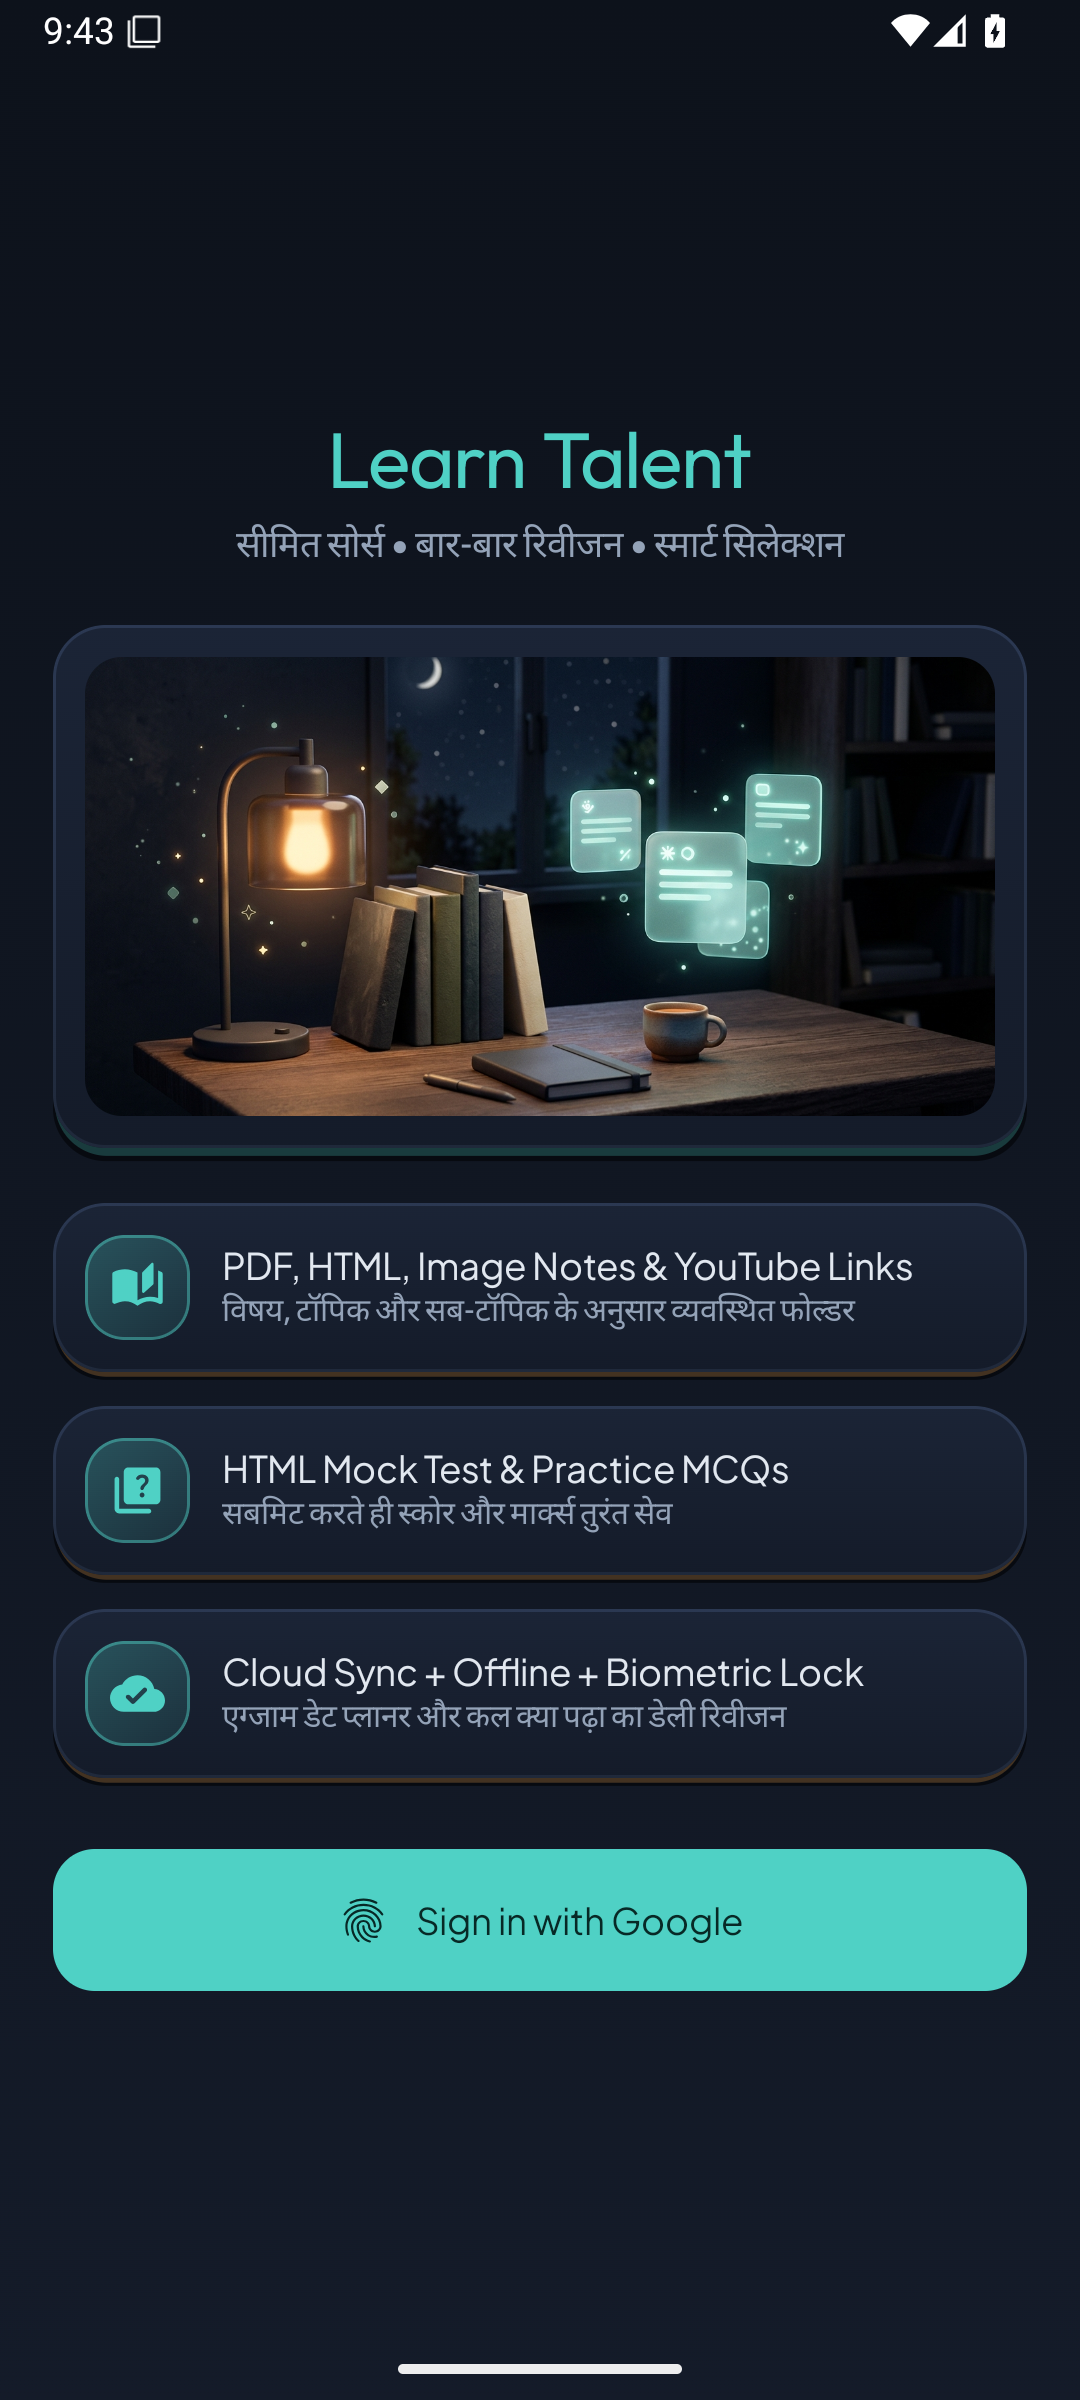 9:43
Learn Talent
सीमित सोर्स • बार-बार रिवीजन • स्मार्ट सिलेक्शन
PDF, HTML, Image Notes & YouTube Links
विषय, टॉपिक और सब-टॉपिक के अनुसार व्यवस्थित फोल्डर
HTML Mock Test & Practice MCQs
सबमिट करते ही स्कोर और मार्क्स तुरंत सेव
Cloud Sync + Offline + Biometric Lock
एग्जाम डेट प्लानर और कल क्या पढ़ा का डेली रिवीजन
Sign in with Google